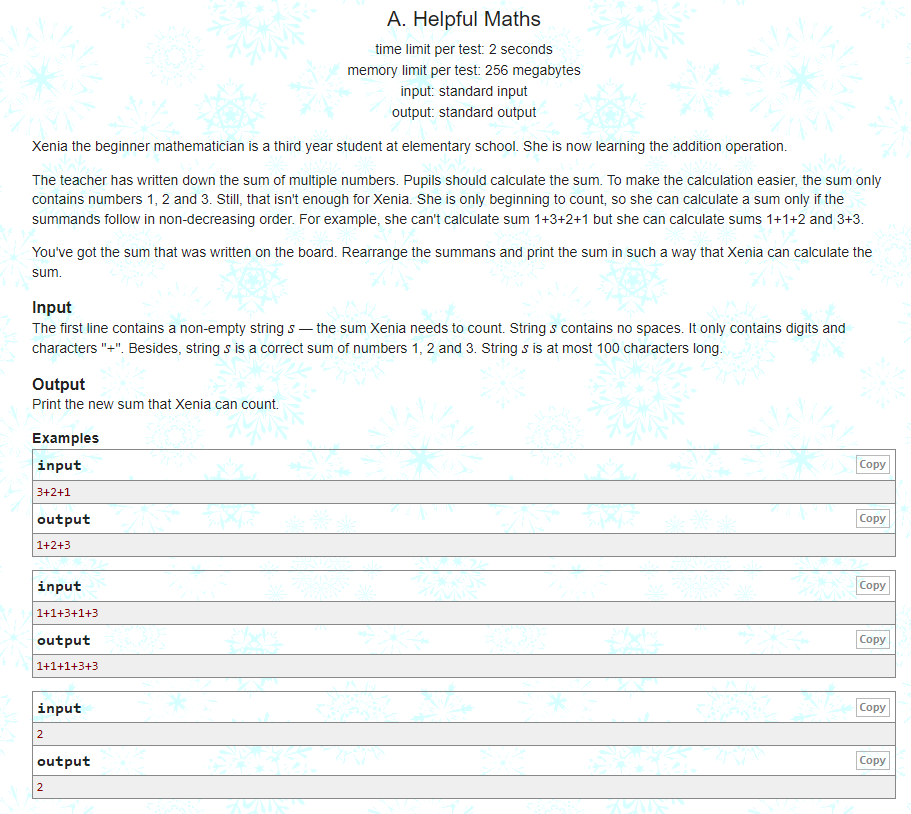 A. Helpful Maths
time limit per test: 2 seconds
memory limit per test: 256 megabytes
input: standard input
output: standard output
Xenia the beginner mathematician is a third year student at elementary school. She is now learning the addition operation.
The teacher has written down the sum of multiple numbers. Pupils should calculate the sum. To make the calculation easier, the sum only
contains numbers 1, 2 and 3. Still, that isn't enough for Xenia. She is only beginning to count, so she can calculate a sum only if the
summands follow in non-decreasing order. For example, she can't calculate sum 1+3+2+1 but she can calculate sums 1+1+2 and 3+3.
You've got the sum that was written on the board. Rearrange the summans and print the sum in such a way that Xenia can calculate the
sum.
Input
The first line contains a non-empty string s — the sum Xenia needs to count. String s contains no spaces. It only contains digits and
characters "+". Besides, string s is a correct sum of numbers 1, 2 and 3. String s is at most 100 characters long.
Output
Print the new sum that Xenia can count.
Examples
input Copy
3+2+1
output Copy
1+2+3
input Copy
1+1+3+1+3
output Copy
1+1+1+3+3
input Copy
2
output Copy
2